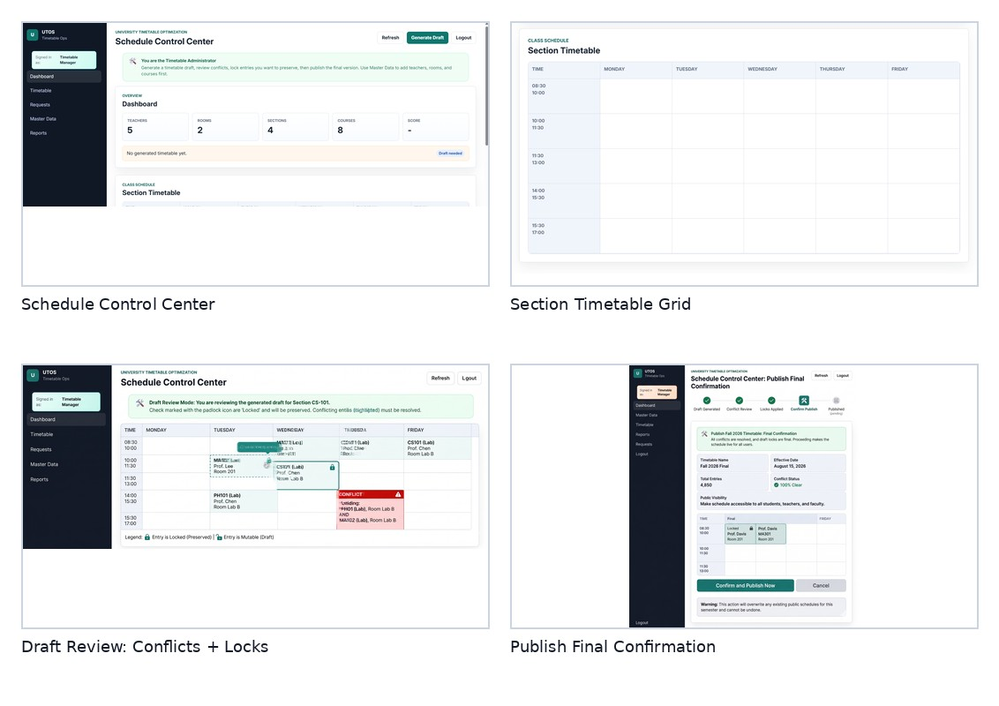 U
UTOS
Timetable Ops
Signed in as:
Timetable Manager
Dashboard
Timetable
Requests
Master Data
Reports
UNIVERSITY TIMETABLE OPTIMIZATION
Schedule Control Center
Refresh
Generate Draft
Logout
You are the Timetable Administrator
Generate a timetable draft, review conflicts, lock entries you want to preserve, then publish the final version. Use Master Data to add teachers, rooms, and
courses first.
OVERVIEW
Dashboard
TEACHERS
5
ROOMS
2
SECTIONS
4
COURSES
8
SCORE
-
No generated timetable yet.
Draft needed
CLASS SCHEDULE
Section Timetable
Schedule Control Center
CLASS SCHEDULE
Section Timetable
TIME MONDAY TUESDAY WEDNESDAY THURSDAY FRIDAY
08:30
10:00
10:00
11:30
11:30
13:00
14:00
15:30
15:30
17:00
Section Timetable Grid
U
UTOS
Timetable Ops
Signed in as:
Timetable Manager
Dashboard
Timetable
Requests
Master Data
Reports
UNIVERSITY TIMETABLE OPTIMIZATION
Schedule Control Center
Refresh
Lgout
Draft Review Mode: You are reviewing the generated draft for Section CS-101.
Check marked with the padlock icon are 'Locked' and will be preserved. Conflicting must be resolved.
TIME MONDAY TUESDAY FRIDAY
08:30
10:00
10:00
11:30
11:30
13:00
14:00
15:30
15:30
17:00
CS101 (Lab)
Prof. Chen
Room Lab B
Prof. Lee
Room 201
Prof. Chen
Room Lab B
PH101 (Lab)
Prof. Chen
Room Lab B
CONFLICT
(Lab), Room Lab B
AND
(Lab), Room Lab B
Legend: Entry is Locked (Preserved) | Entry is Mutable (Draft)
Draft Review: Conflicts + Locks
U
UTOS
Timetable Ops
Signed in as:
Timetable Manager
Dashboard
Master Data
Timetable
Reports
Requests
Logout
Logout
UNIVERSITY TIMETABLE OPTIMIZATION
Schedule Control Center: Publish Final
Confirmation
Refresh
Logout
Draft Generated
Conflict Review
Locks Applied
Confirm Publish
Published
(pending)
Publish Fall 2026 Timetable: Final Confirmation
All conflicts are resolved, and draft locks are final. Proceeding makes the
schedule live for all users.
Timetable Name
Fall 2026 Final
Effective Date
August 15, 2026
Total Entries
4,850
Conflict Status
100% Clear
Public Visibility
Make schedule accessible to all students, teachers, and faculty.
TIME Final FRIDAY
08:30
10:00
Locked
Prof. Davis
Room 201
Prof. Davis
MA301
Room 201
10:00
11:30
11:30
13:00
Confirm and Publish Now
Cancel
Warning: This action will overwrite any existing public schedules for this
semester and cannot be undone.
Publish Final Confirmation